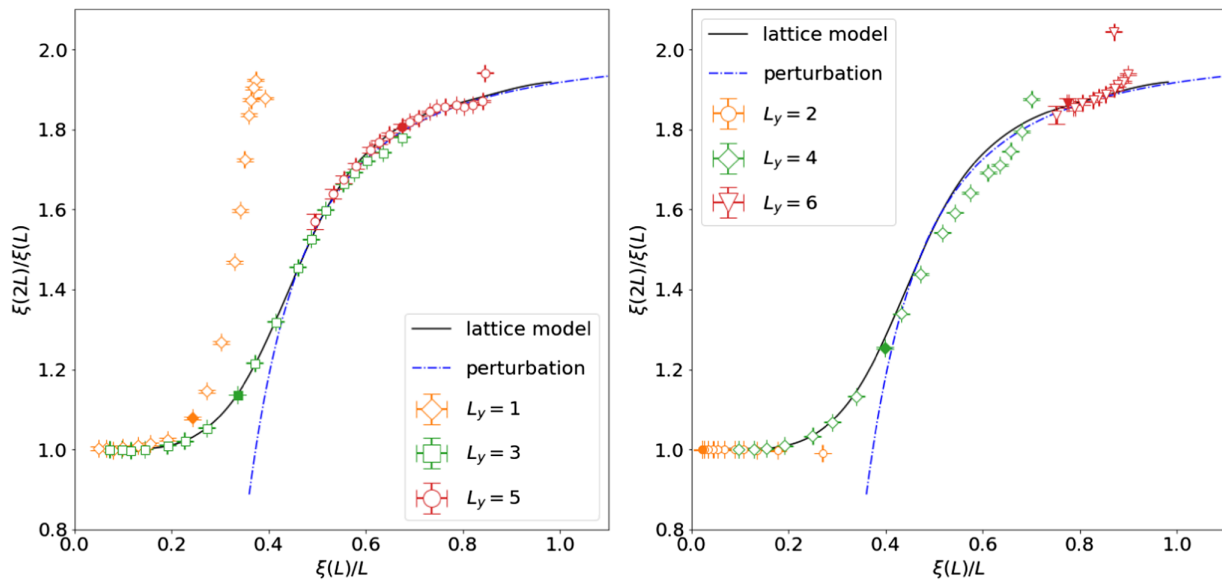 2.0
1.8
1.6
1.4
1.2
1.0
0.8
ξ(2L)/ξ(L)
0.0 0.2 0.4 0.6 0.8 1.0
ξ(L)/L
lattice model
perturbation
L_y = 1
L_y = 3
L_y = 5
2.0
1.8
1.6
1.4
1.2
1.0
0.8
ξ(2L)/ξ(L)
0.0 0.2 0.4 0.6 0.8 1.0
ξ(L)/L
lattice model
perturbation
L_y = 2
L_y = 4
L_y = 6